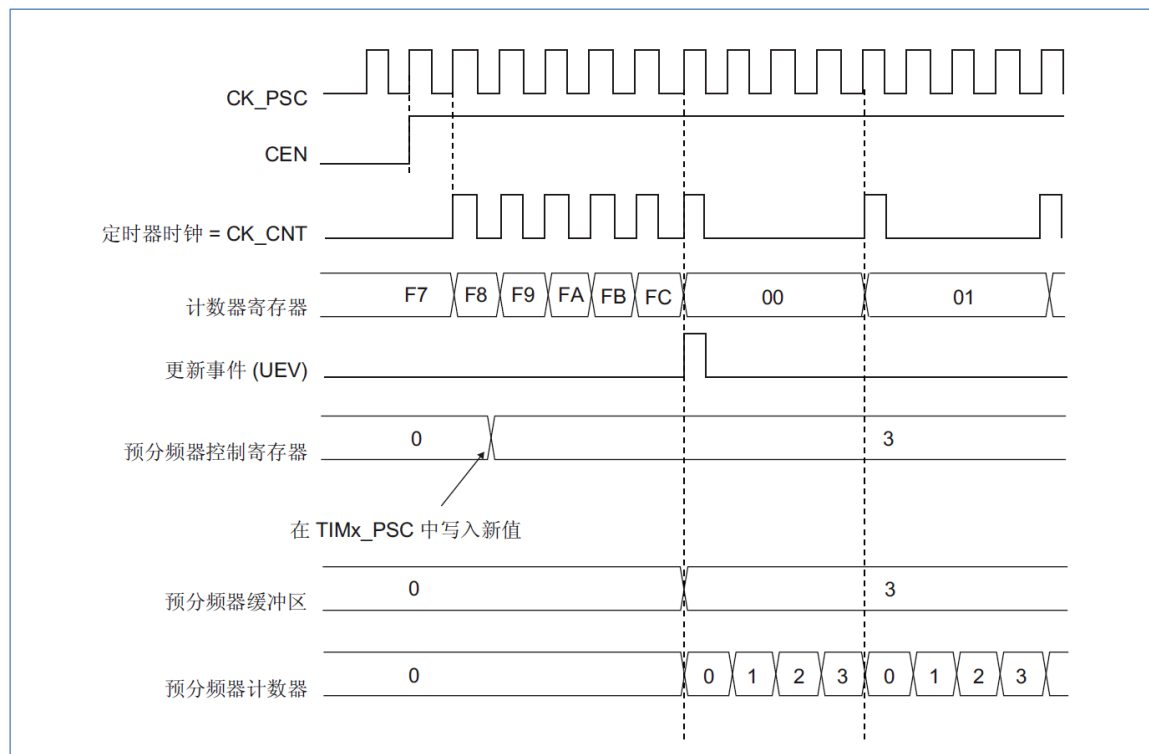 CK_PSC
CEN
定时器时钟 = CK_CNT
计数器寄存器 F7 F8 F9 FA FB FC 00 01
更新事件 (UEV)
预分频器控制寄存器 0 3
在 TIMx_PSC 中写入新值
预分频器缓冲区 0 3
预分频器计数器 0 0 1 2 3 0 1 2 3